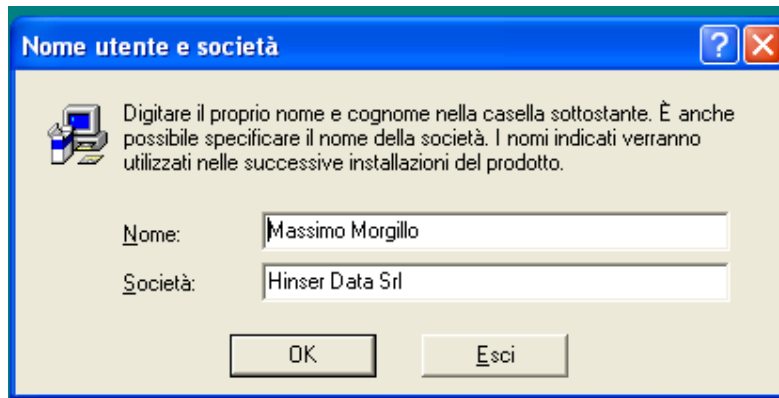 Nome utente e società
Digitare il proprio nome e cognome nella casella sottostante. È anche
possibile specificare il nome della società. I nomi indicati verranno
utilizzati nelle successive installazioni del prodotto.
Nome: Massimo Morgillo
Società: Hinser Data Srl
OK Esci